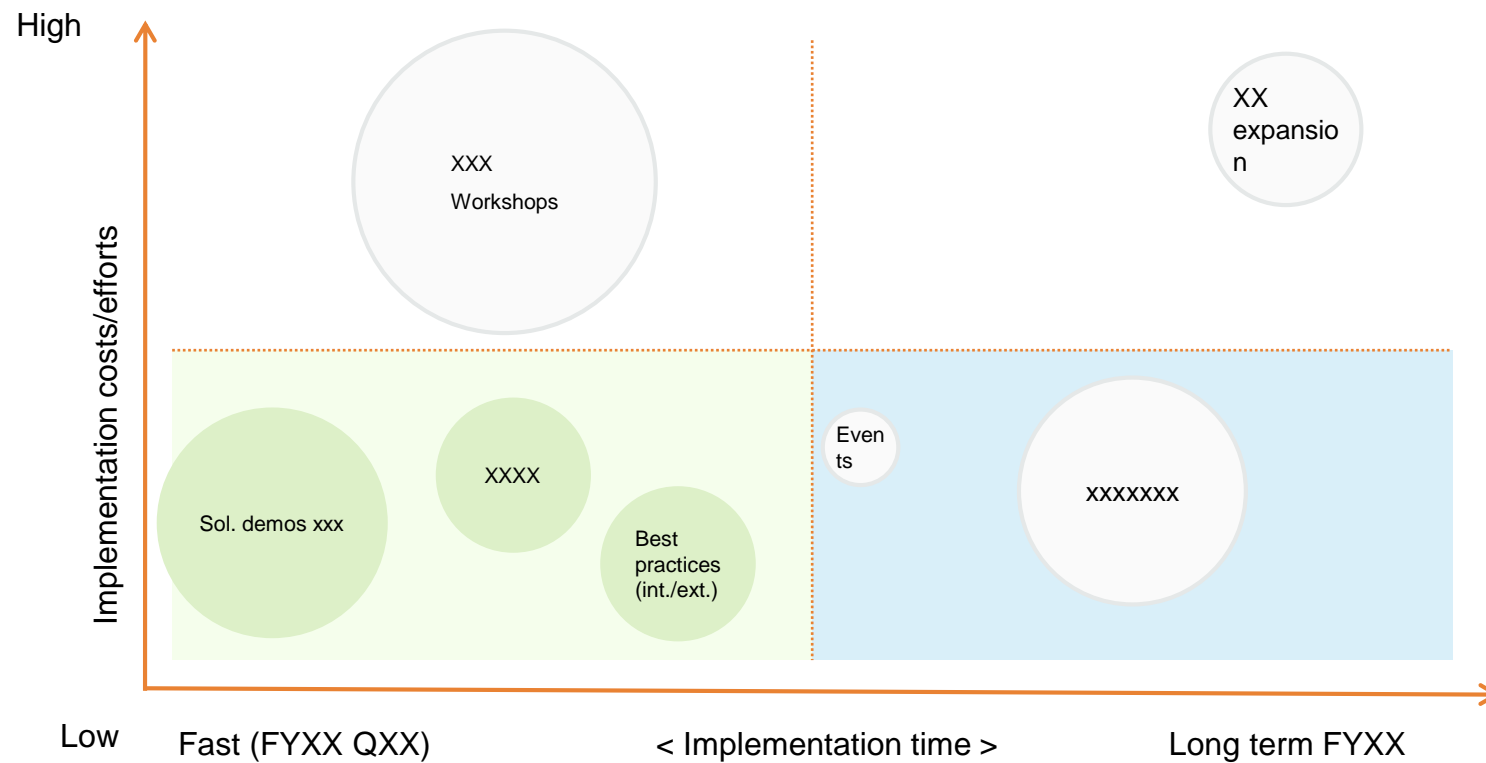 High
XX
expansio
n
XXX
Workshops
Implementation costs/efforts
Even
ts
XXXX
xxxxxxx
Sol. demos xxx
Best
practices
(int./ext.)
Low
Fast (FYXX QXX)
< Implementation time >
Long term FYXX